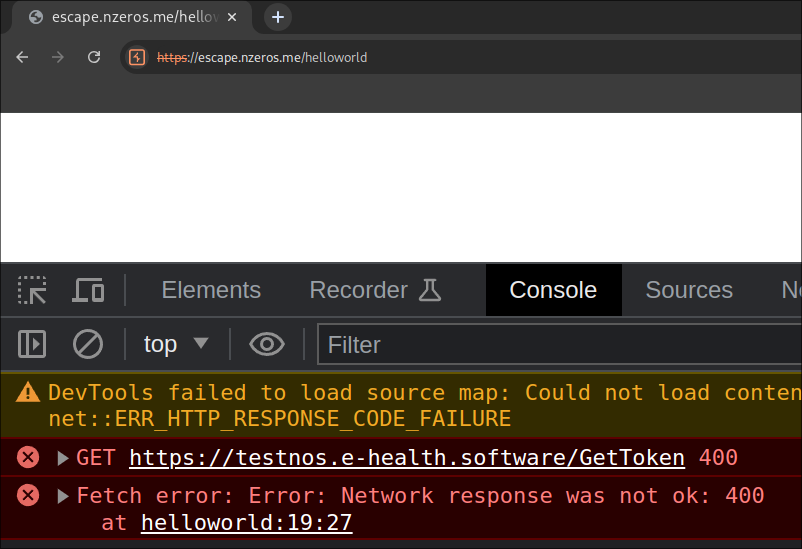 escape.nzeros.me/hellow
https://escape.nzeros.me/helloworld
Elements Recorder Console Sources
top Filter
DevTools failed to load source map: Could not load conten
net::ERR_HTTP_RESPONSE_CODE_FAILURE
GET https://testnos.e-health.software/GetToken 400
Fetch error: Error: Network response was not ok: 400
at helloworld:19:27